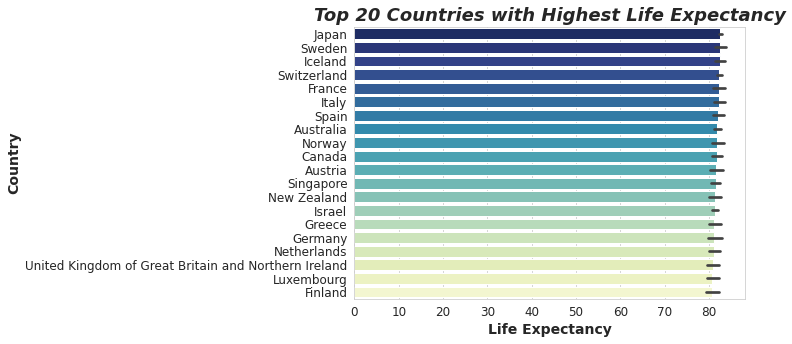 Top 20 Countries with Highest Life Expectancy
Country
Japan
Sweden
Iceland
Switzerland
France
Italy
Spain
Australia
Norway
Canada
Austria
Singapore
New Zealand
Israel
Greece
Germany
Netherlands
United Kingdom of Great Britain and Northern Ireland
Luxembourg
Finland
0 10 20 30 40 50 60 70 80
Life Expectancy